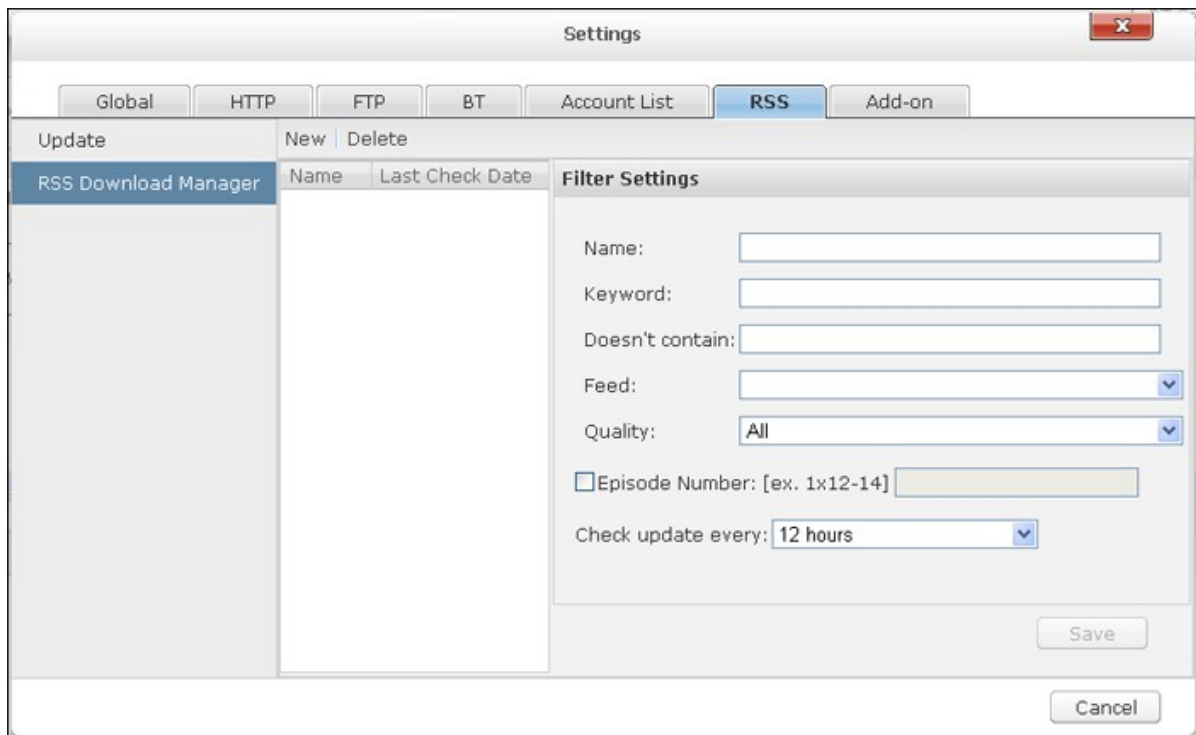 Settings
Global HTTP FTP BT Account List RSS Add-on
Update
RSS Download Manager
New Delete
Name Last Check Date
Filter Settings
Name:
Keyword:
Doesn't contain:
Feed:
Quality: All
Episode Number: [ex. 1x12-14]
Check update every: 12 hours
Save
Cancel